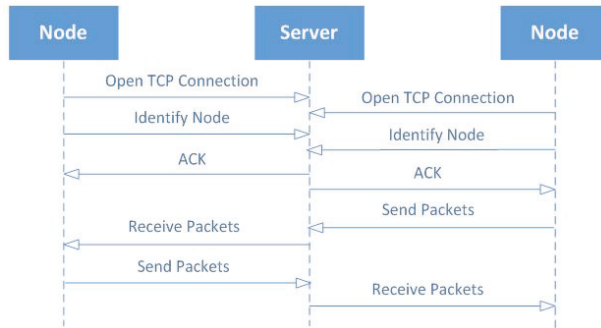 Node
Server
Node
Open TCP Connection
Open TCP Connection
Identify Node
Identify Node
ACK
ACK
Send Packets
Receive Packets
Send Packets
Receive Packets